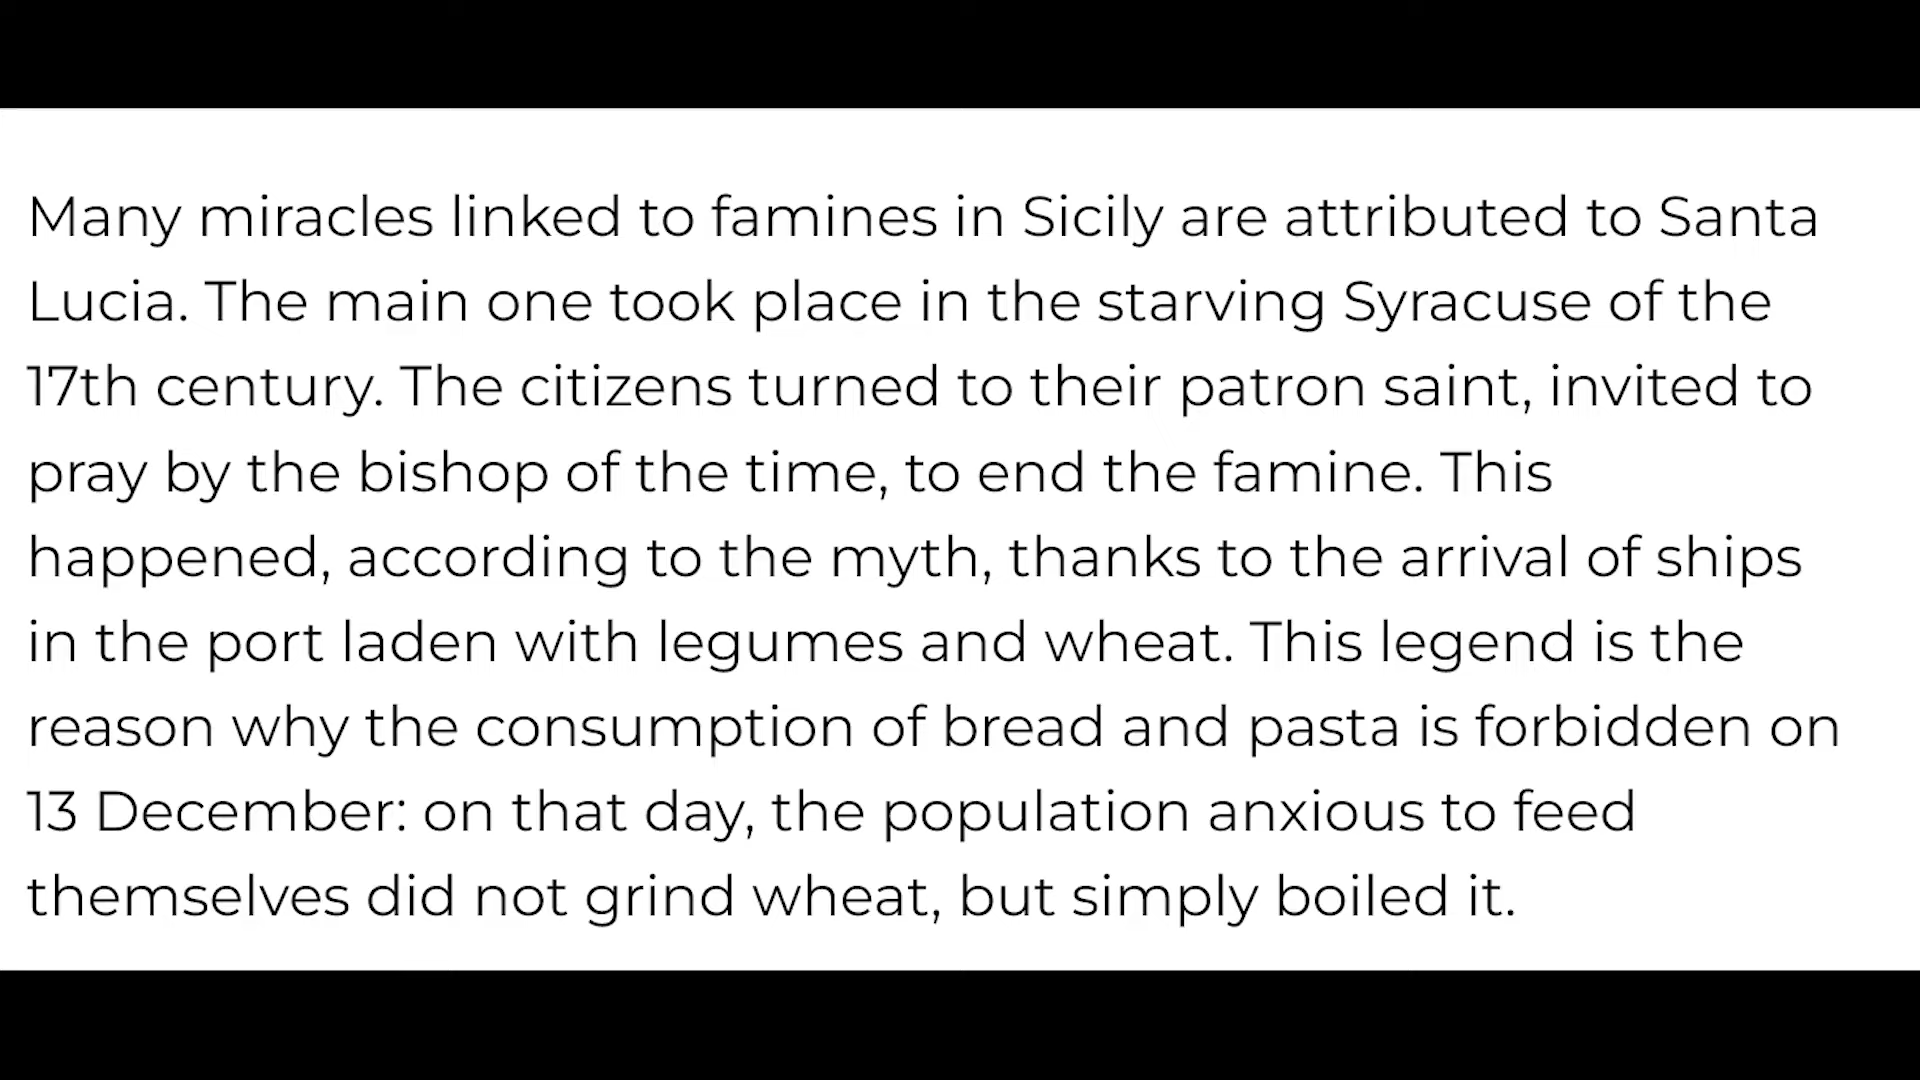 Many miracles linked to famines in Sicily are attributed to Santa
Lucia. The main one took place in the starving Syracuse of the
17th century. The citizens turned to their patron saint, invited to
pray by the bishop of the time, to end the famine. This
happened, according to the myth, thanks to the arrival of ships
in the port laden with legumes and wheat. This legend is the
reason why the consumption of bread and pasta is forbidden on
13 December: on that day, the population anxious to feed
themselves did not grind wheat, but simply boiled it.